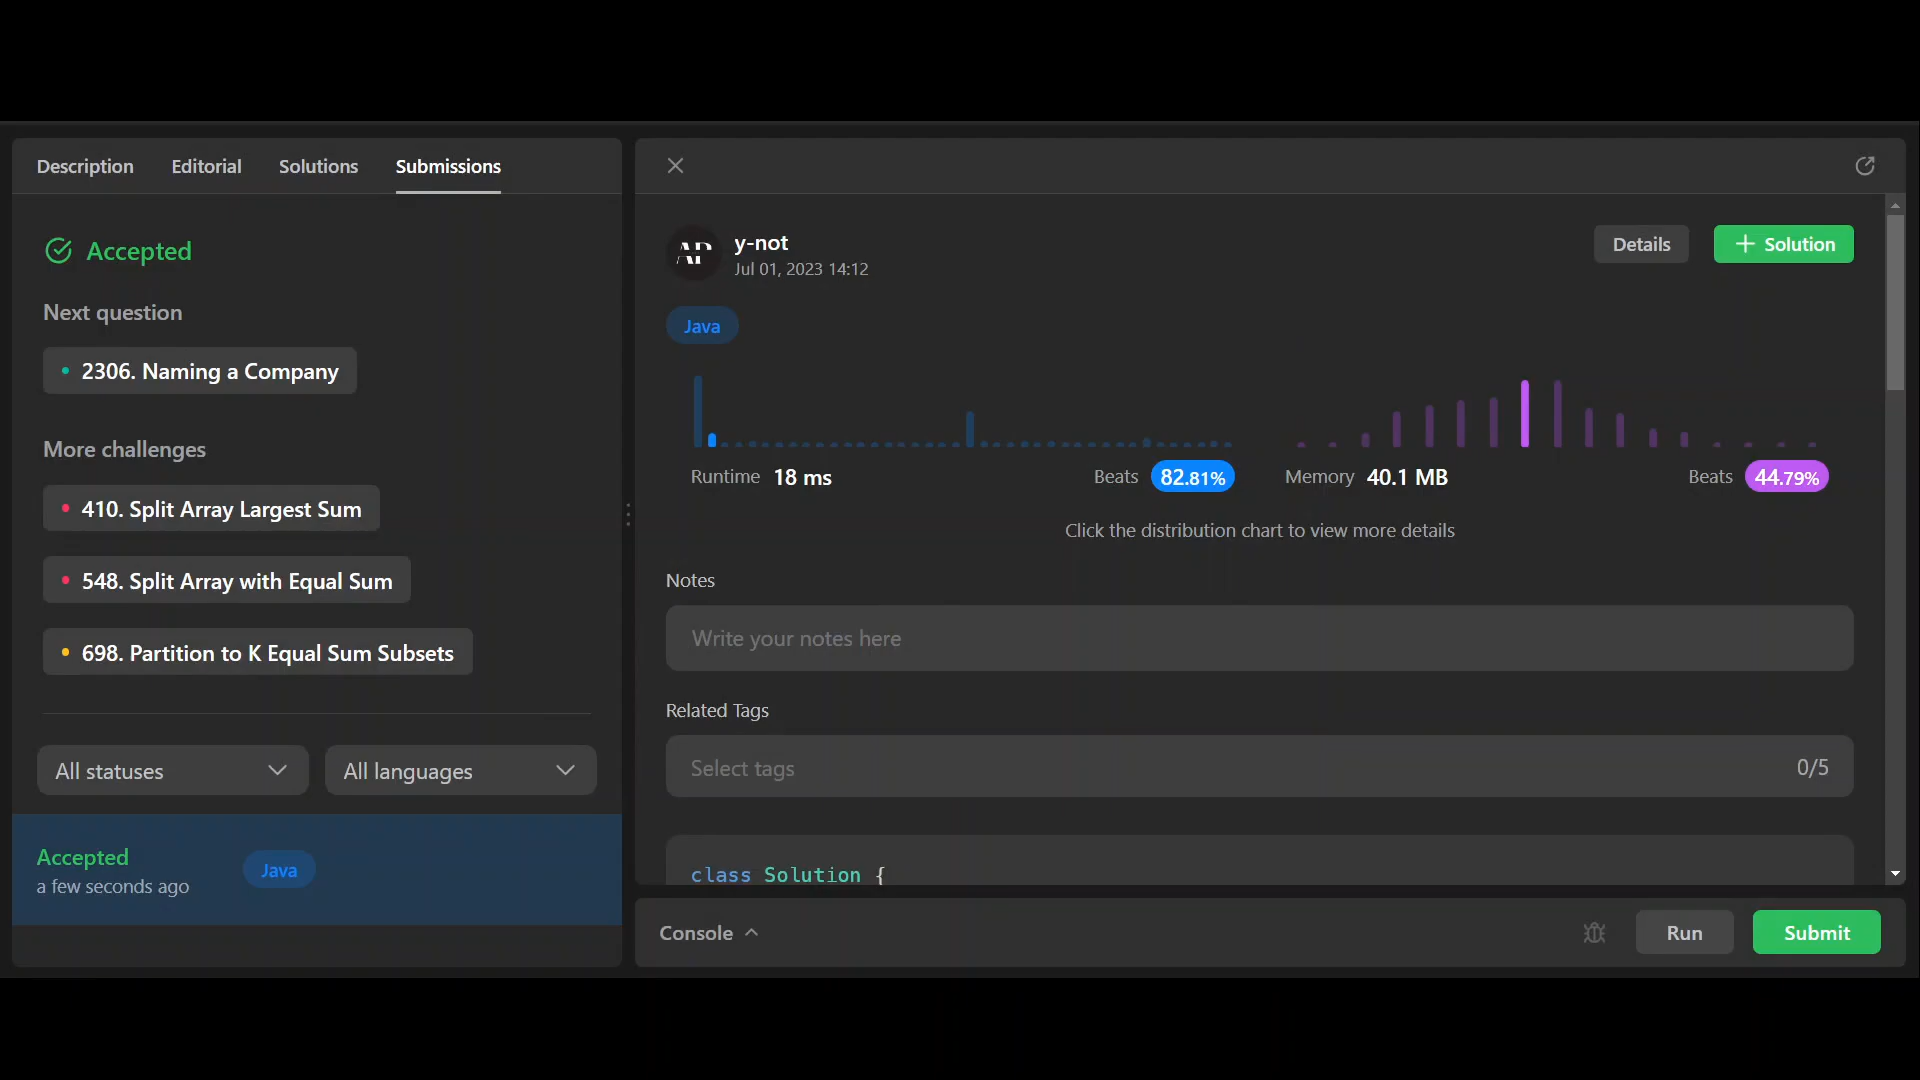 Description Editorial Solutions Submissions
Accepted
Next question
2306. Naming a Company
More challenges
410. Split Array Largest Sum
548. Split Array with Equal Sum
698. Partition to K Equal Sum Subsets
All statuses All languages
Accepted
a few seconds ago
Java
AP
y-not
Jul 01, 2023 14:12
Details
Solution
Java
Runtime 18 ms Beats 82.81% Memory 40.1 MB Beats 44.79%
Click the distribution chart to view more details
Notes
Write your notes here
Related Tags
Select tags 0/5
class Solution {
Console Run Submit